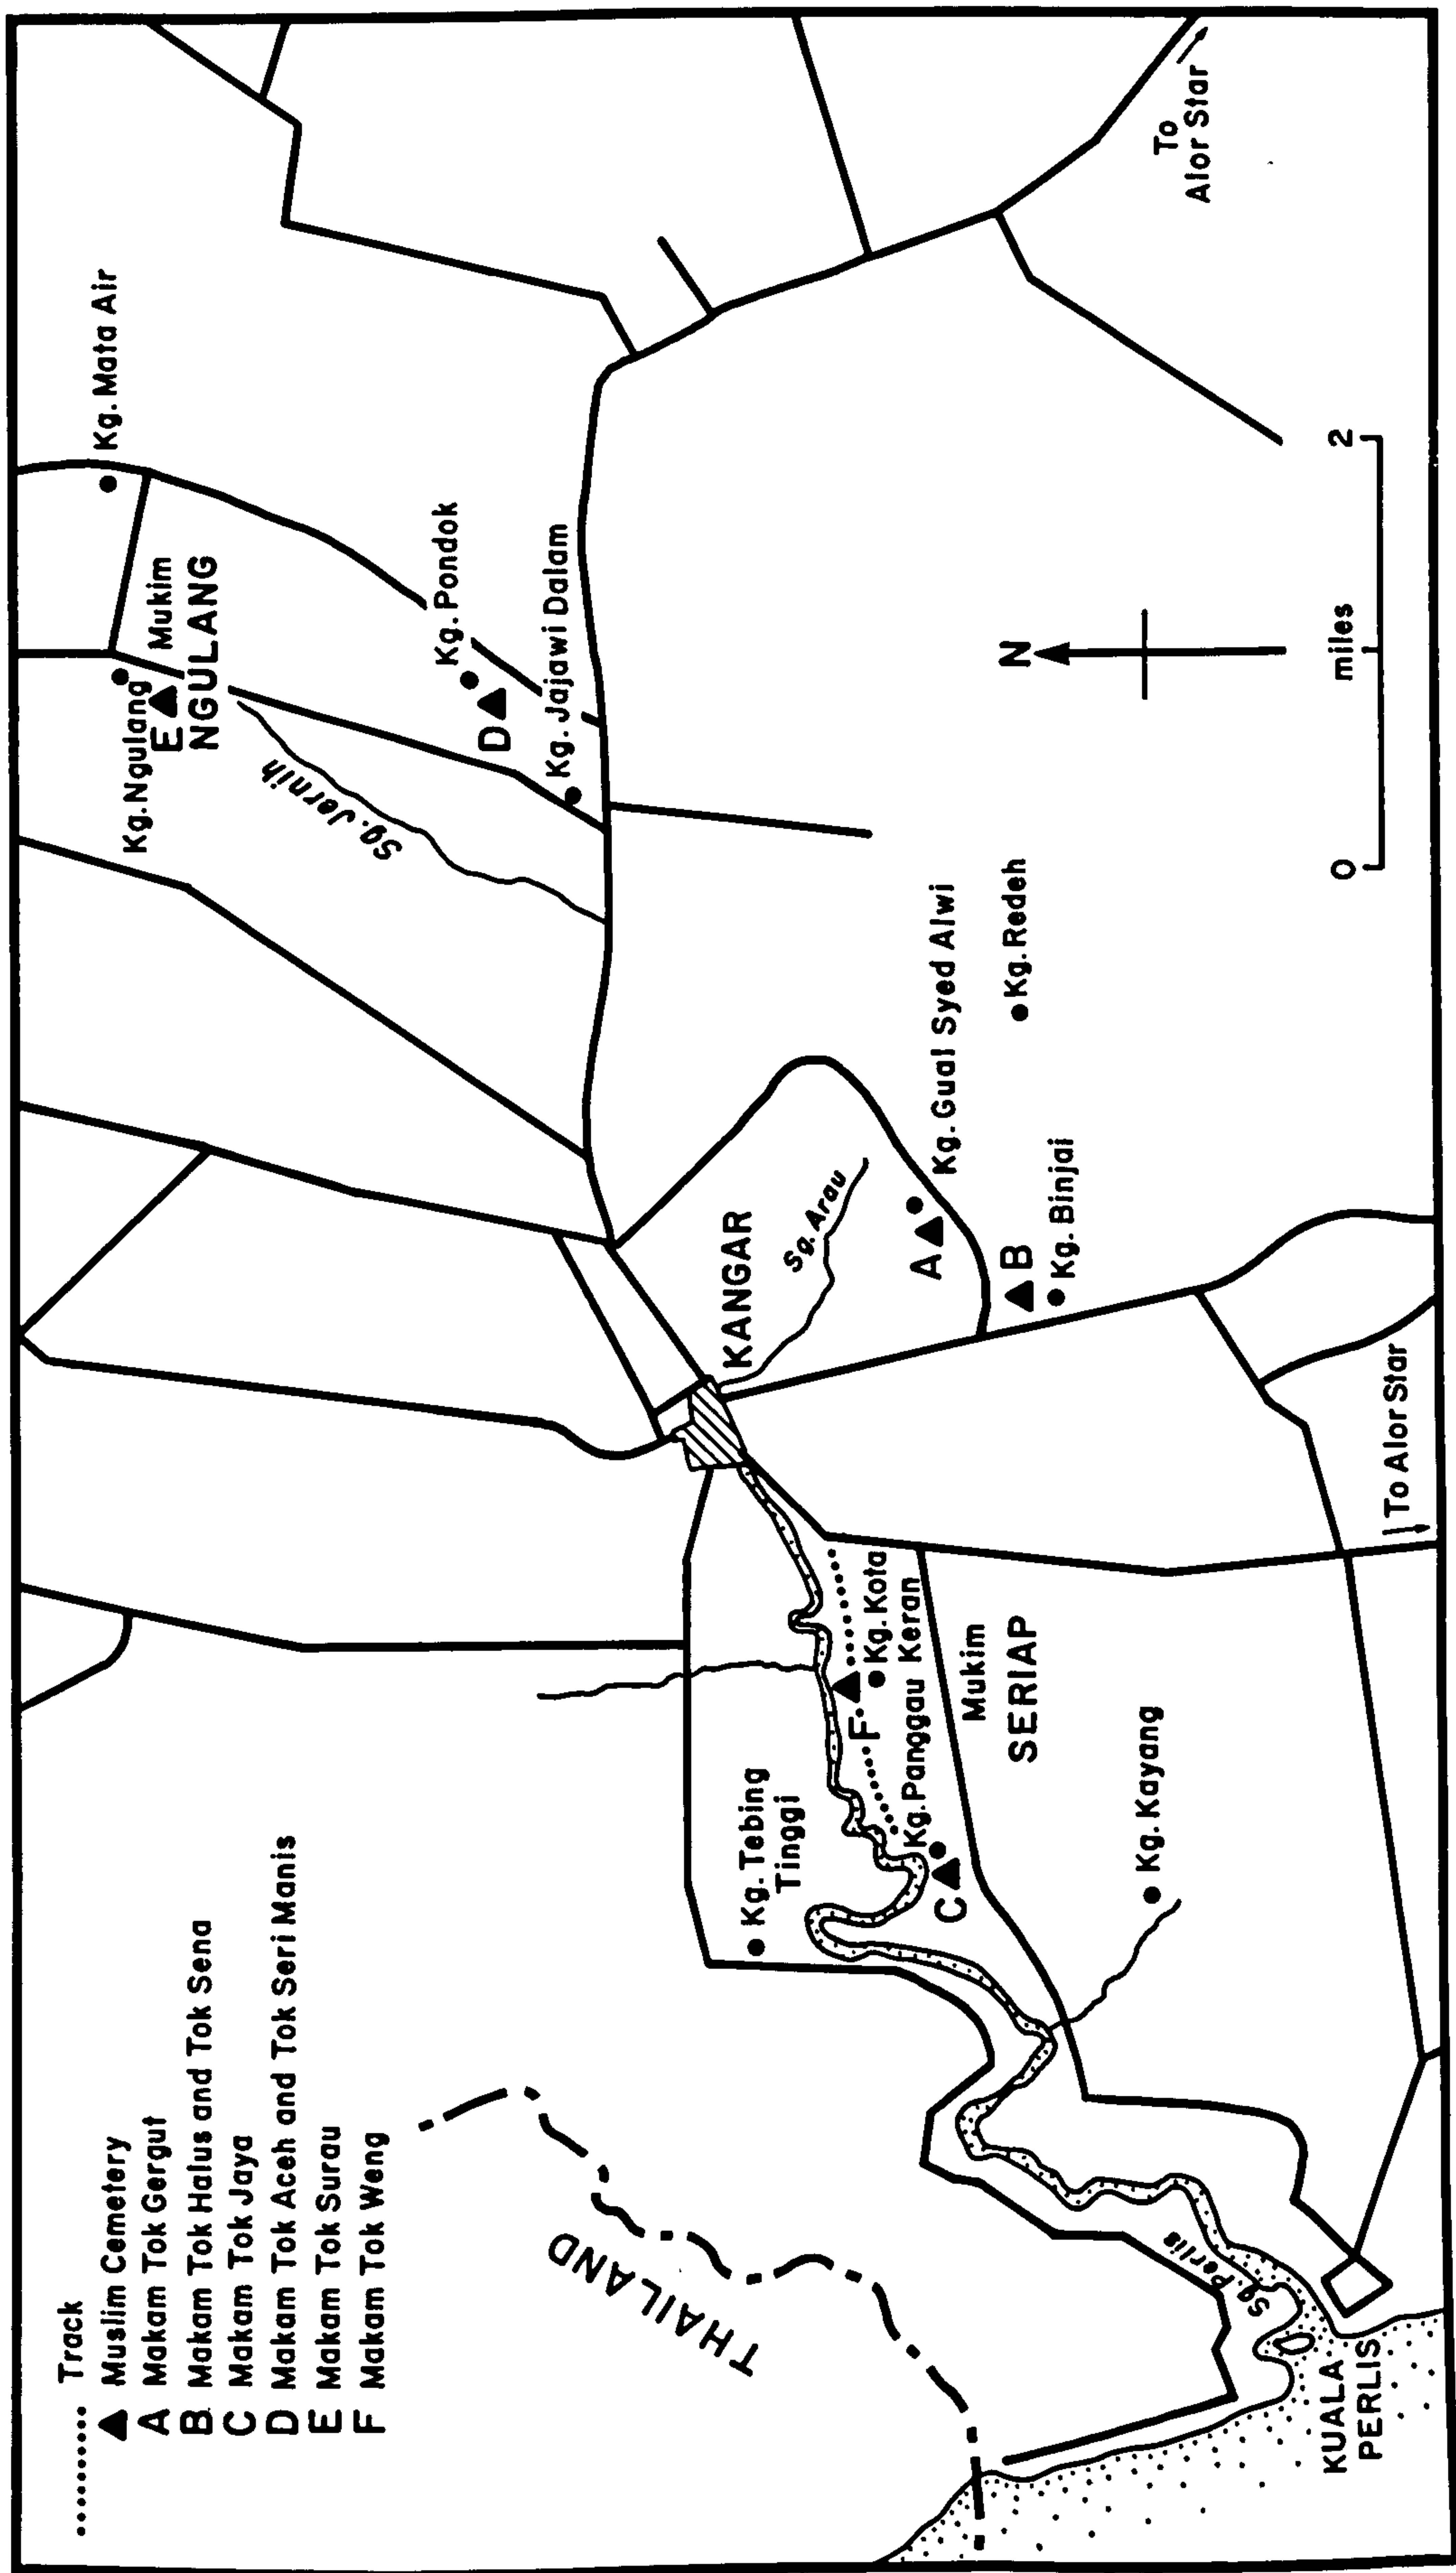 Track
Muslim Cemetery
A Makam Tok Gergut
B Makam Tok Halus and Tok Sena
C Makam Tok Jaya
D Makam Tok Aceh and Tok Seri Manis
E Makam Tok Surau
F Makam Tok Weng
THAILAND
Kg. Mata Air
Kg. Ngulang
E
Mukim
NGULANG
Sg. Jernih
Kg. Pondok
D
Kg. Jajawi Dalam
KANGAR
Sg. Arau
Kg. Tebing
Tinggi
F
Kg. Kota
Kg. Panggau Keran
C
A
Kg. Gual Syed Alwi
B
Kg. Binjai
Kg. Redeh
Mukim
SERIAP
Kg. Kayang
Sg. Perlis
KUALA
PERLIS
To Alor Star
To
Alor Star
N
0 miles 2